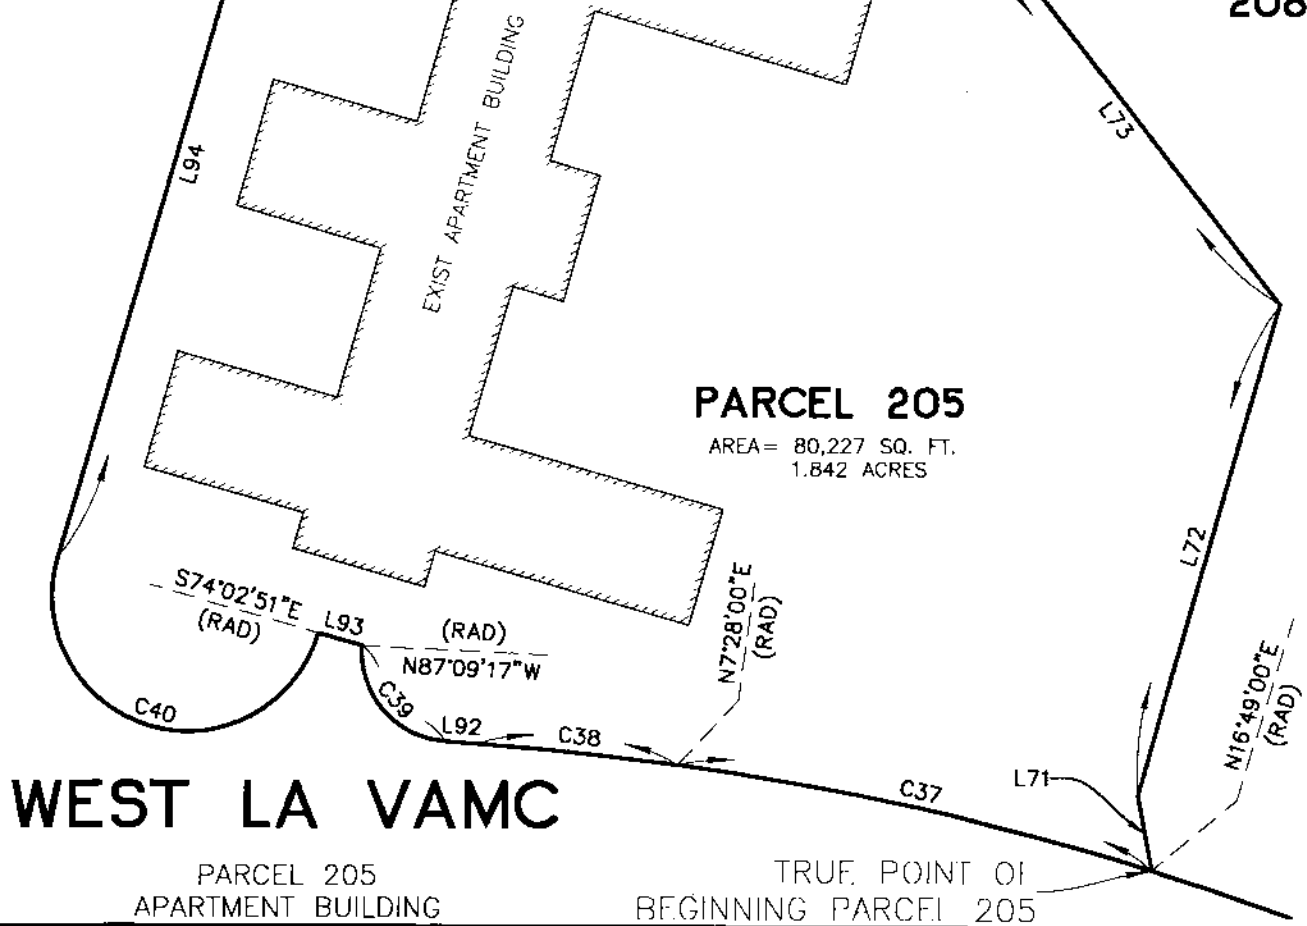 208
L73
L94
EXIST APARTMENT BUILDING
PARCEL 205
AREA= 80,227 SQ. FT.
1.842 ACRES
L72
S74°02'51"E
(RAD)
L93
(RAD)
N87°09'17"W
N7°28'00"E
(RAD)
N16°49'00"E
(RAD)
C40
C39
L92
C38
C37
L71
WEST LA VAMC
PARCEL 205
APARTMENT BUILDING
TRUE POINT OF
BEGINNING PARCEL 205